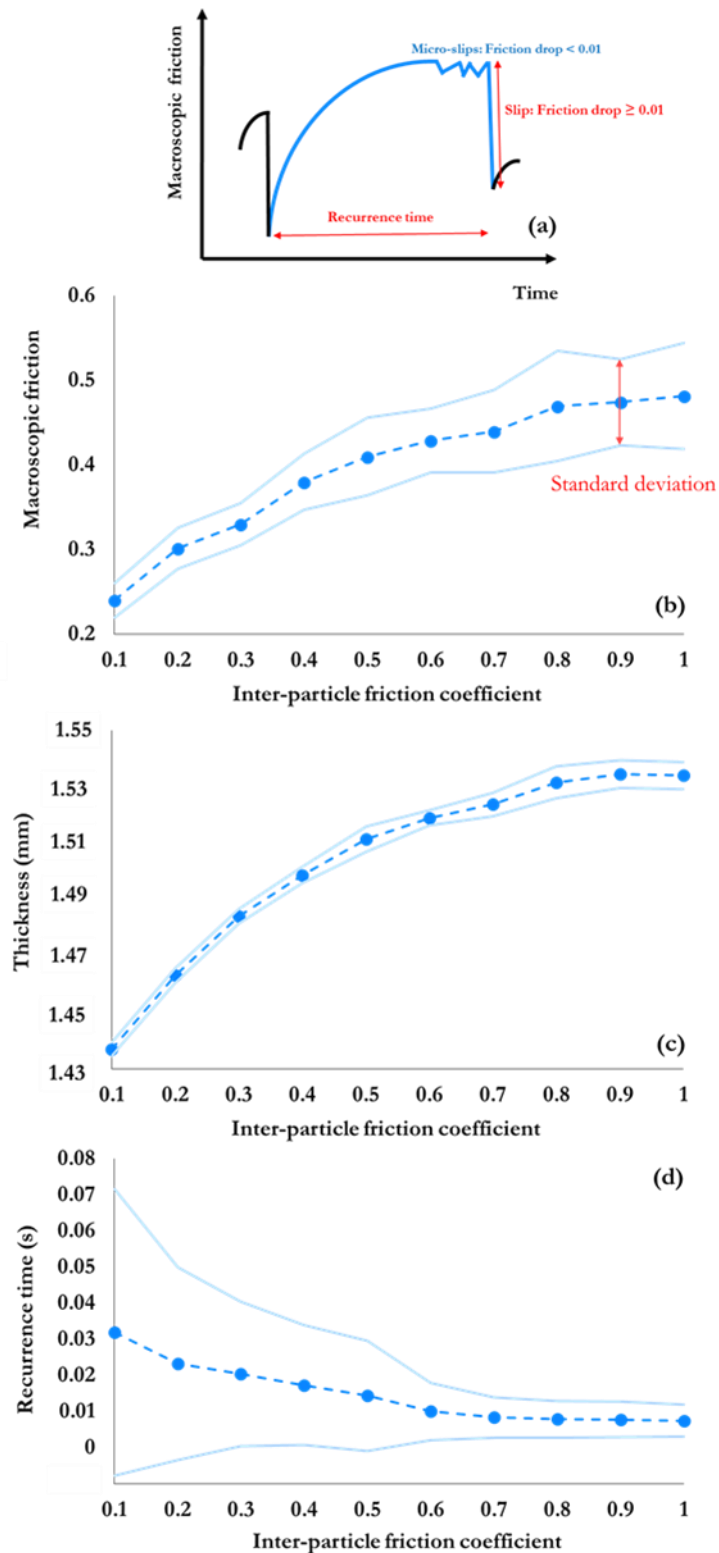 Macroscopic friction
Micro-slips: Friction drop < 0.01
Slip: Friction drop ≥ 0.01
Recurrence time
(a)
Time
Macroscopic friction
0.6
0.5
0.4
0.3
0.2
Standard deviation
(b)
0.1 0.2 0.3 0.4 0.5 0.6 0.7 0.8 0.9 1
Inter-particle friction coefficient
Thickness (mm)
1.55
1.53
1.51
1.49
1.47
1.45
1.43
(c)
0.1 0.2 0.3 0.4 0.5 0.6 0.7 0.8 0.9 1
Inter-particle friction coefficient
Recurrence time (s)
0.08
0.07
0.06
0.05
0.04
0.03
0.02
0.01
0
(d)
0.1 0.2 0.3 0.4 0.5 0.6 0.7 0.8 0.9 1
Inter-particle friction coefficient